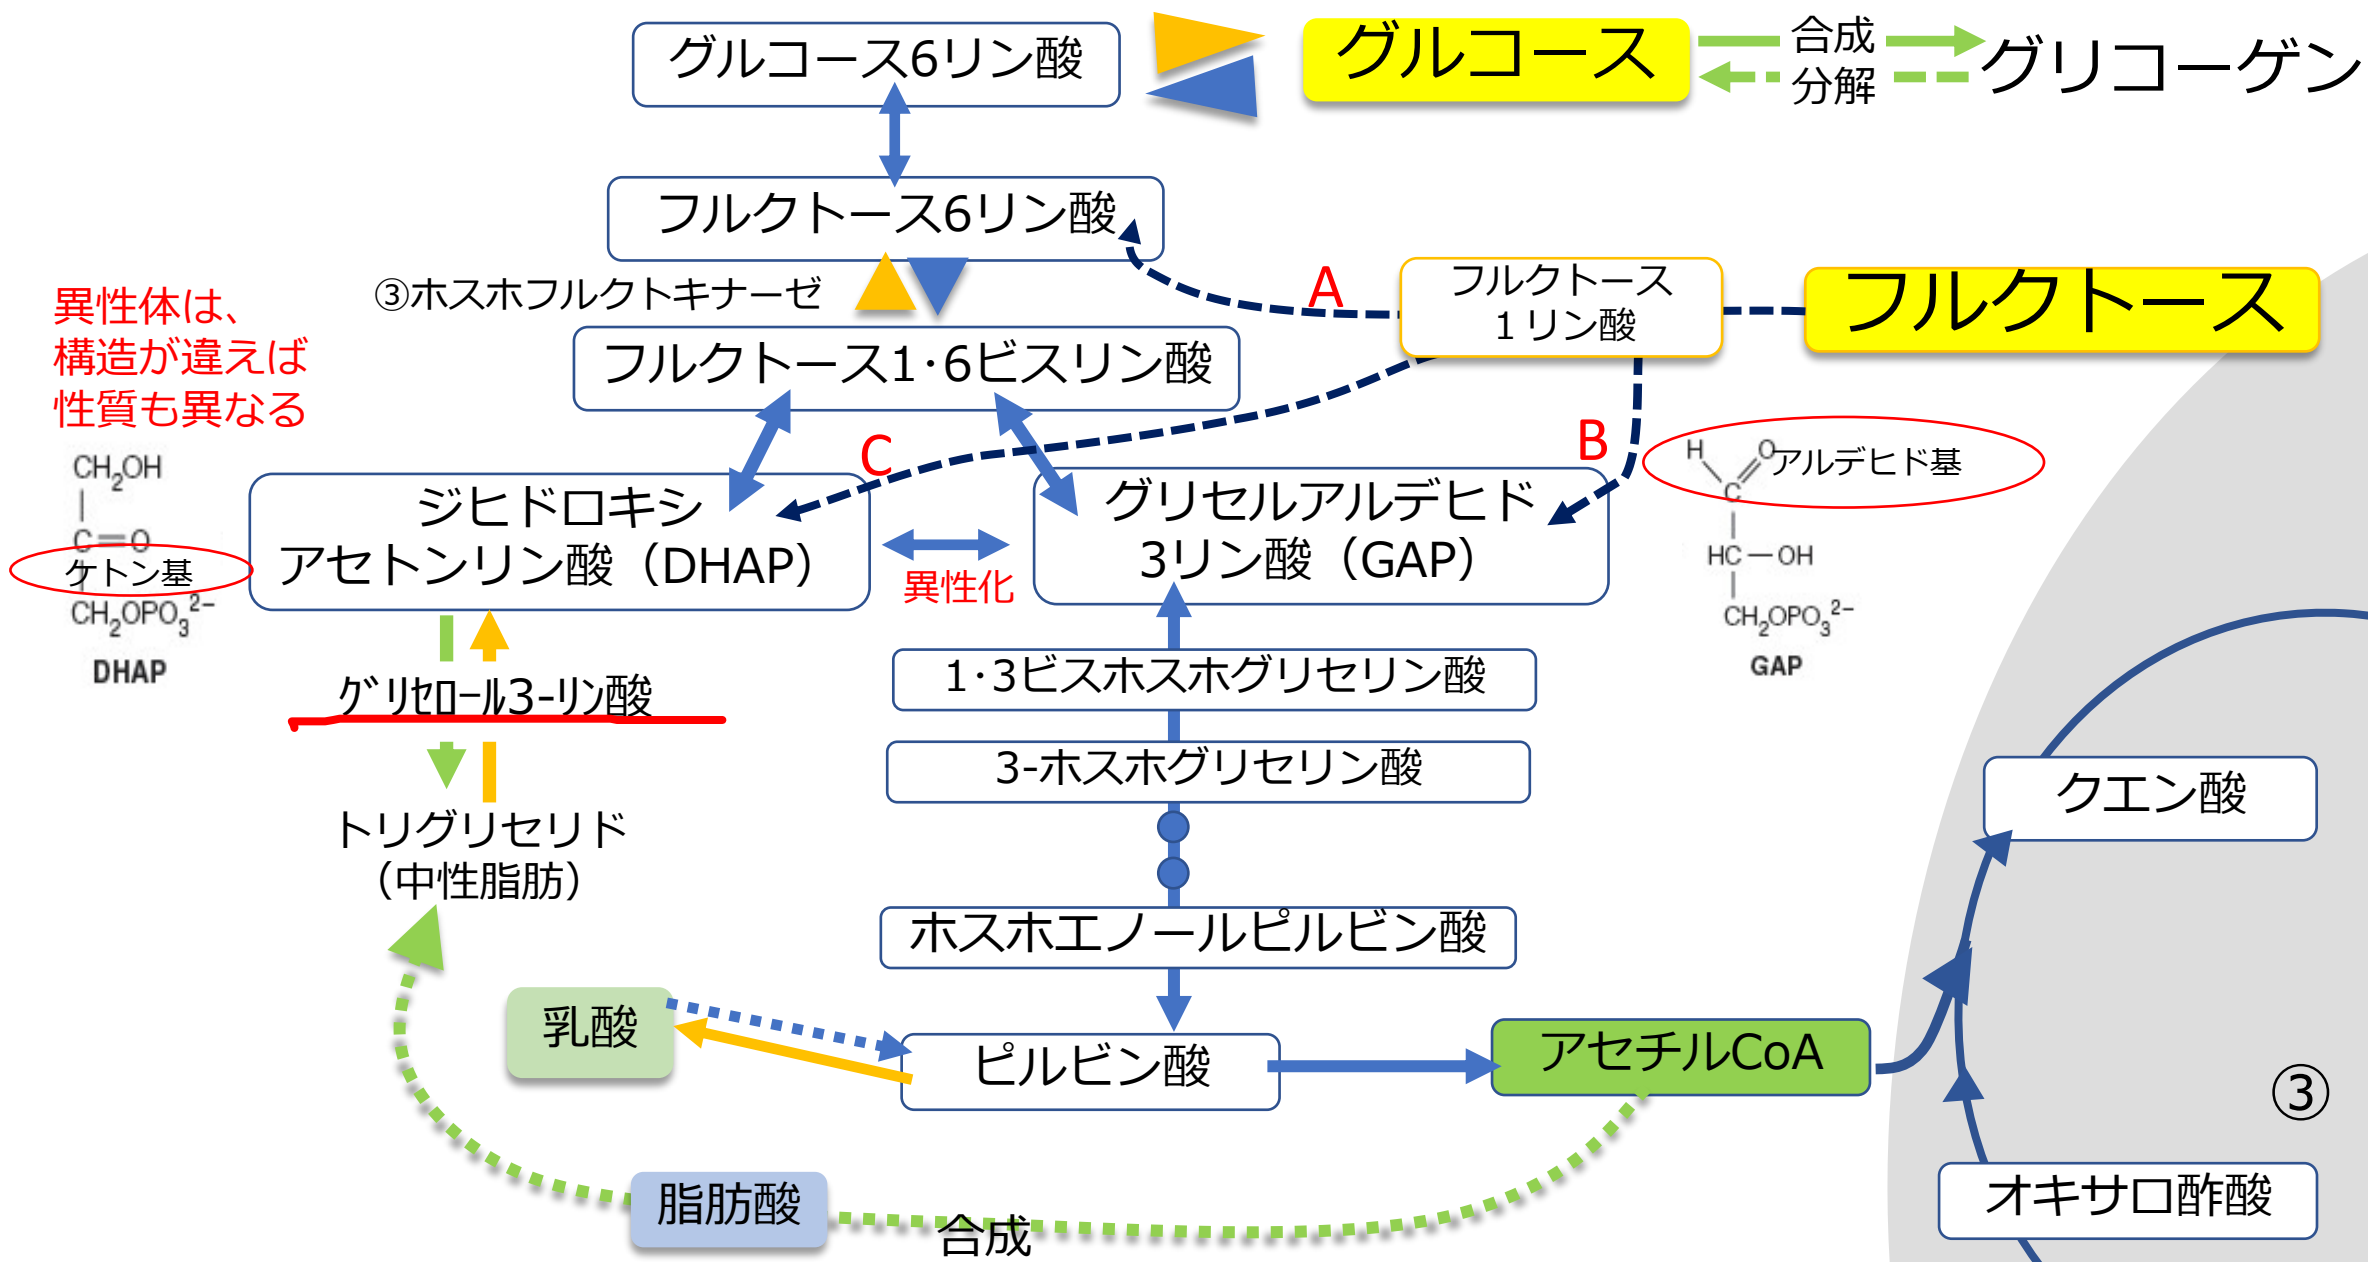 グルコース6リン酸
グルコース
合成
分解
グリコーゲン
フルクトース6リン酸
③ホスホフルクトキナーゼ
A
フルクトース
1リン酸
フルクトース
異性体は、
構造が違えば
性質も異なる
フルクトース1･6ビスリン酸
C
B
CH₂OH
C＝O
ケトン基
CH₂OPO₃²⁻
DHAP
ジヒドロキシ
アセトンリン酸（DHAP）
異性化
グリセルアルデヒド
3リン酸（GAP）
H
O
アルデヒド基
C
HC—OH
CH₂OPO₃²⁻
GAP
ｸﾞﾘｾﾛｰﾙ3-ﾘﾝ酸
1･3ビスホスホグリセリン酸
3-ホスホグリセリン酸
トリグリセリド
（中性脂肪）
ホスホエノールピルビン酸
クエン酸
乳酸
ピルビン酸
アセチルCoA
③
脂肪酸
合成
オキサロ酢酸